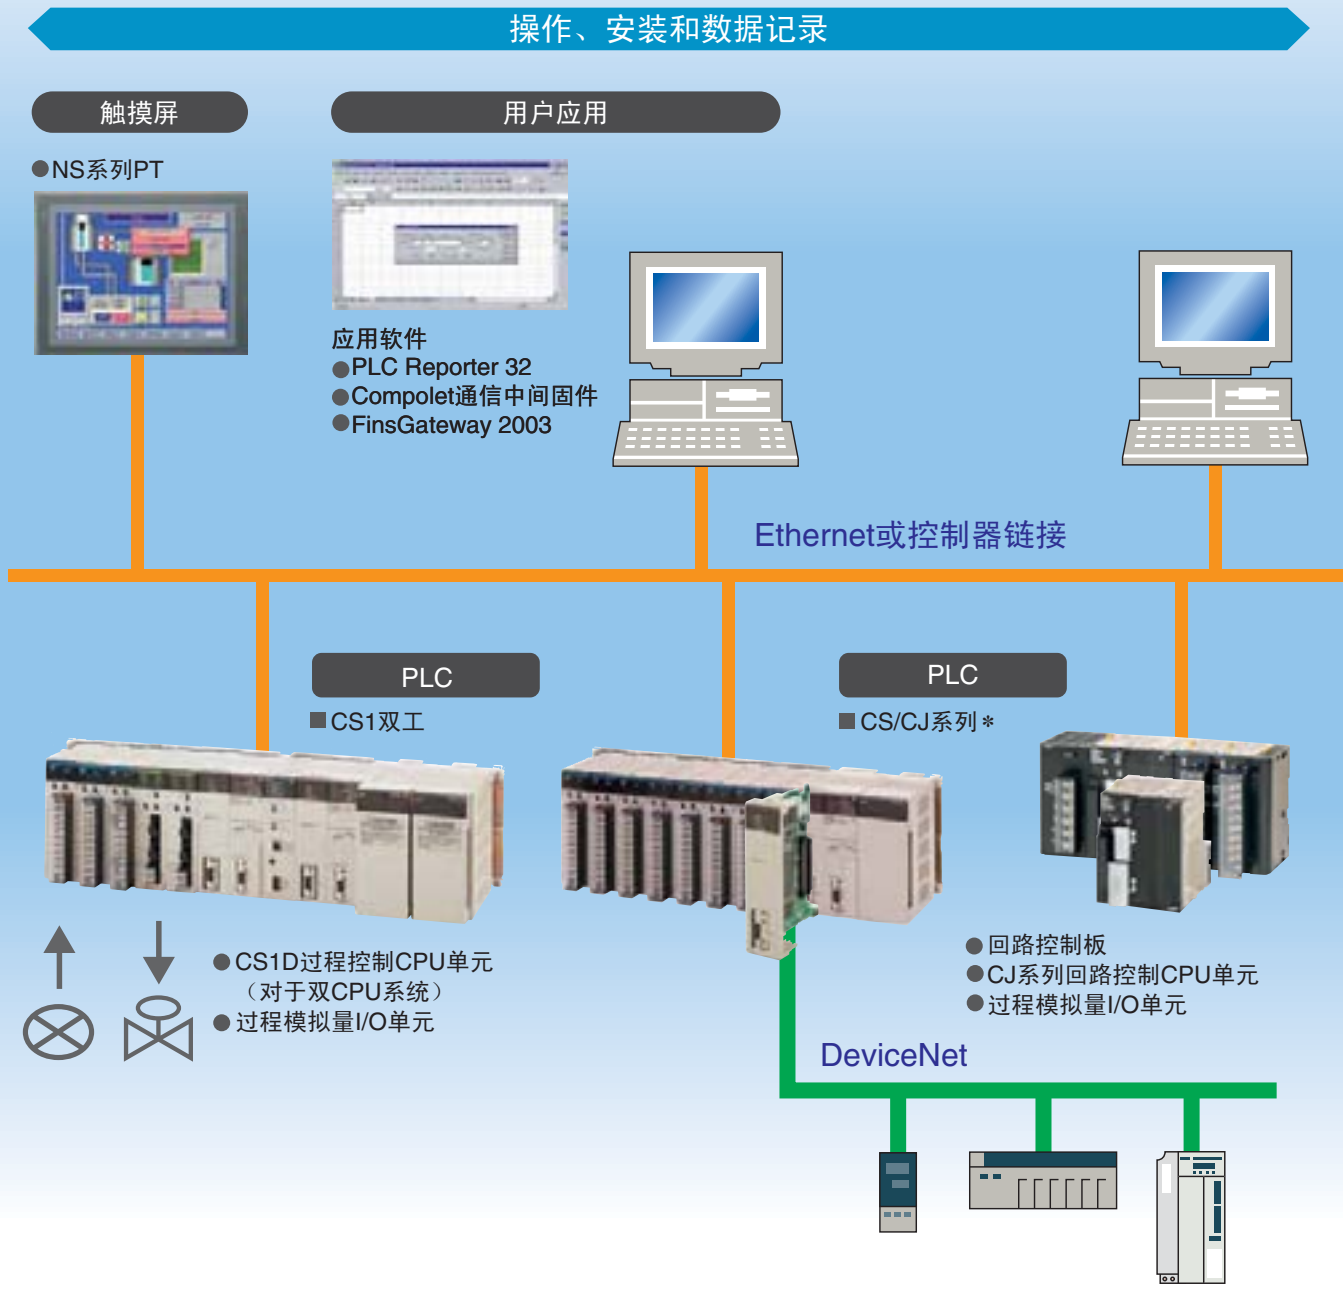 操作、安装和数据记录
触摸屏
用户应用
●NS系列PT
应用软件
●PLC Reporter 32
●Compolet通信中间固件
●FinsGateway 2003
Ethernet或控制器链接
PLC
■CS1双工
PLC
■CS/CJ系列*
●CS1D过程控制CPU单元
（对于双CPU系统）
●过程模拟量I/O单元
●回路控制板
●CJ系列回路控制CPU单元
●过程模拟量I/O单元
DeviceNet